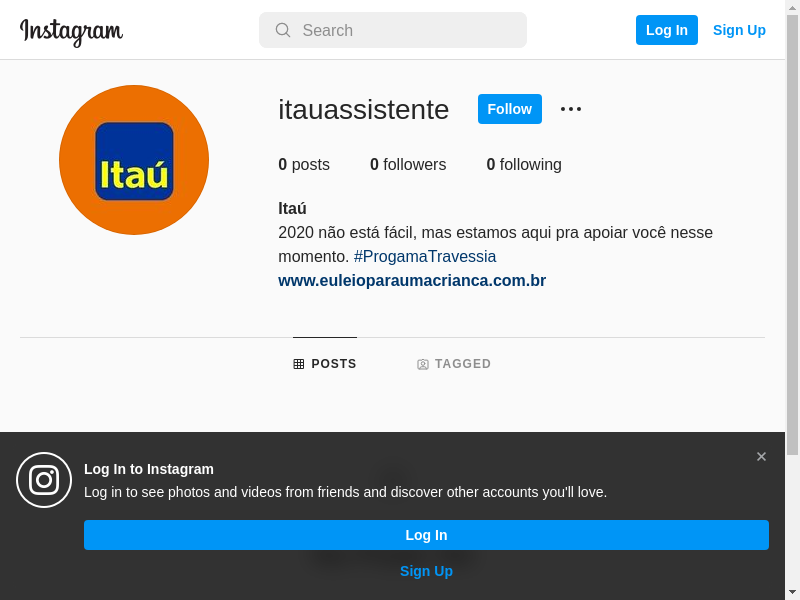 Instagram
Search
Log In
Sign Up
Itaú
itauassistente
Follow
0 posts
0 followers
0 following
Itaú
2020 não está fácil, mas estamos aqui pra apoiar você nesse
momento. #ProgamaTravessia
www.euleioparaumacrianca.com.br
POSTS
TAGGED
Log In to Instagram
Log in to see photos and videos from friends and discover other accounts you'll love.
Log In
Sign Up